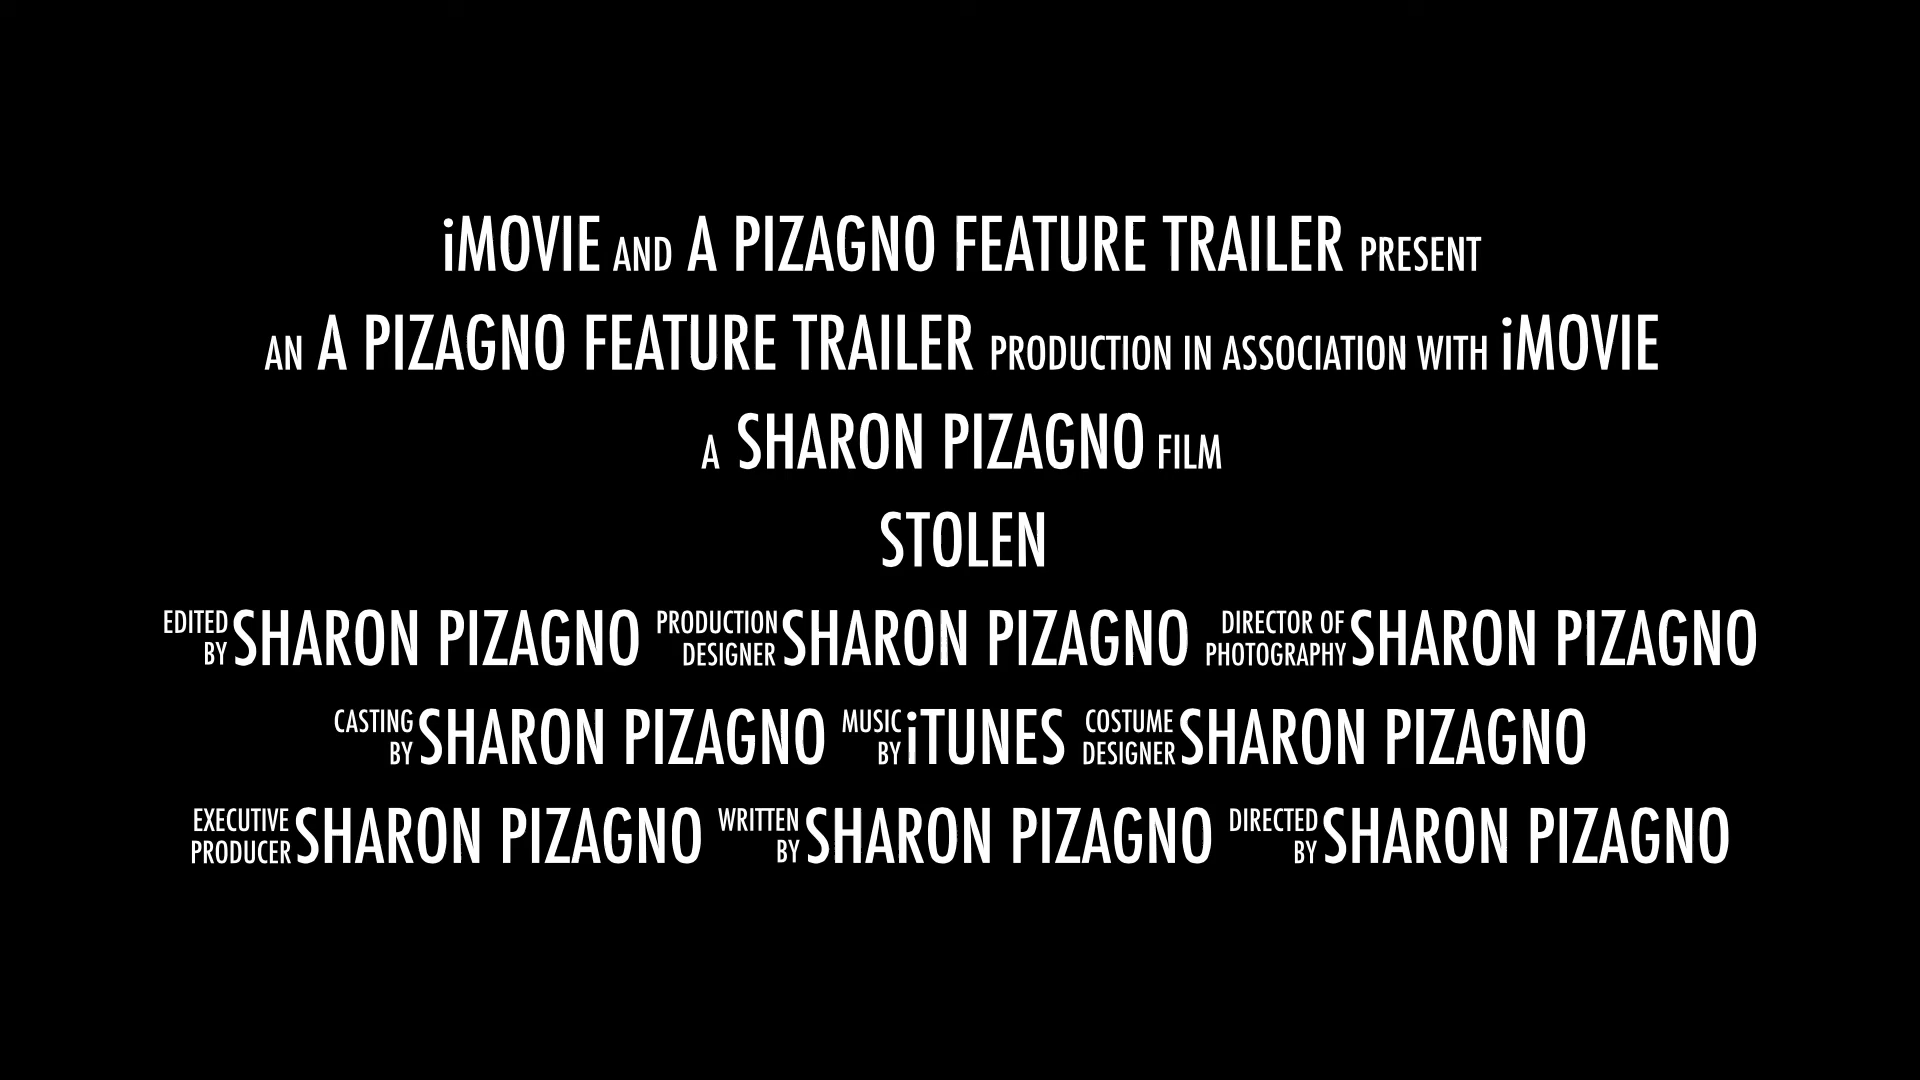 iMOVIE AND A PIZAGNO FEATURE TRAILER PRESENT
AN A PIZAGNO FEATURE TRAILER PRODUCTION IN ASSOCIATION WITH iMOVIE
A SHARON PIZAGNO FILM
STOLEN
EDITED BY SHARON PIZAGNO PRODUCTION DESIGNER SHARON PIZAGNO DIRECTOR OF PHOTOGRAPHY SHARON PIZAGNO
CASTING BY SHARON PIZAGNO MUSIC BY iTUNES COSTUME DESIGNER SHARON PIZAGNO
EXECUTIVE PRODUCER SHARON PIZAGNO WRITTEN BY SHARON PIZAGNO DIRECTED BY SHARON PIZAGNO